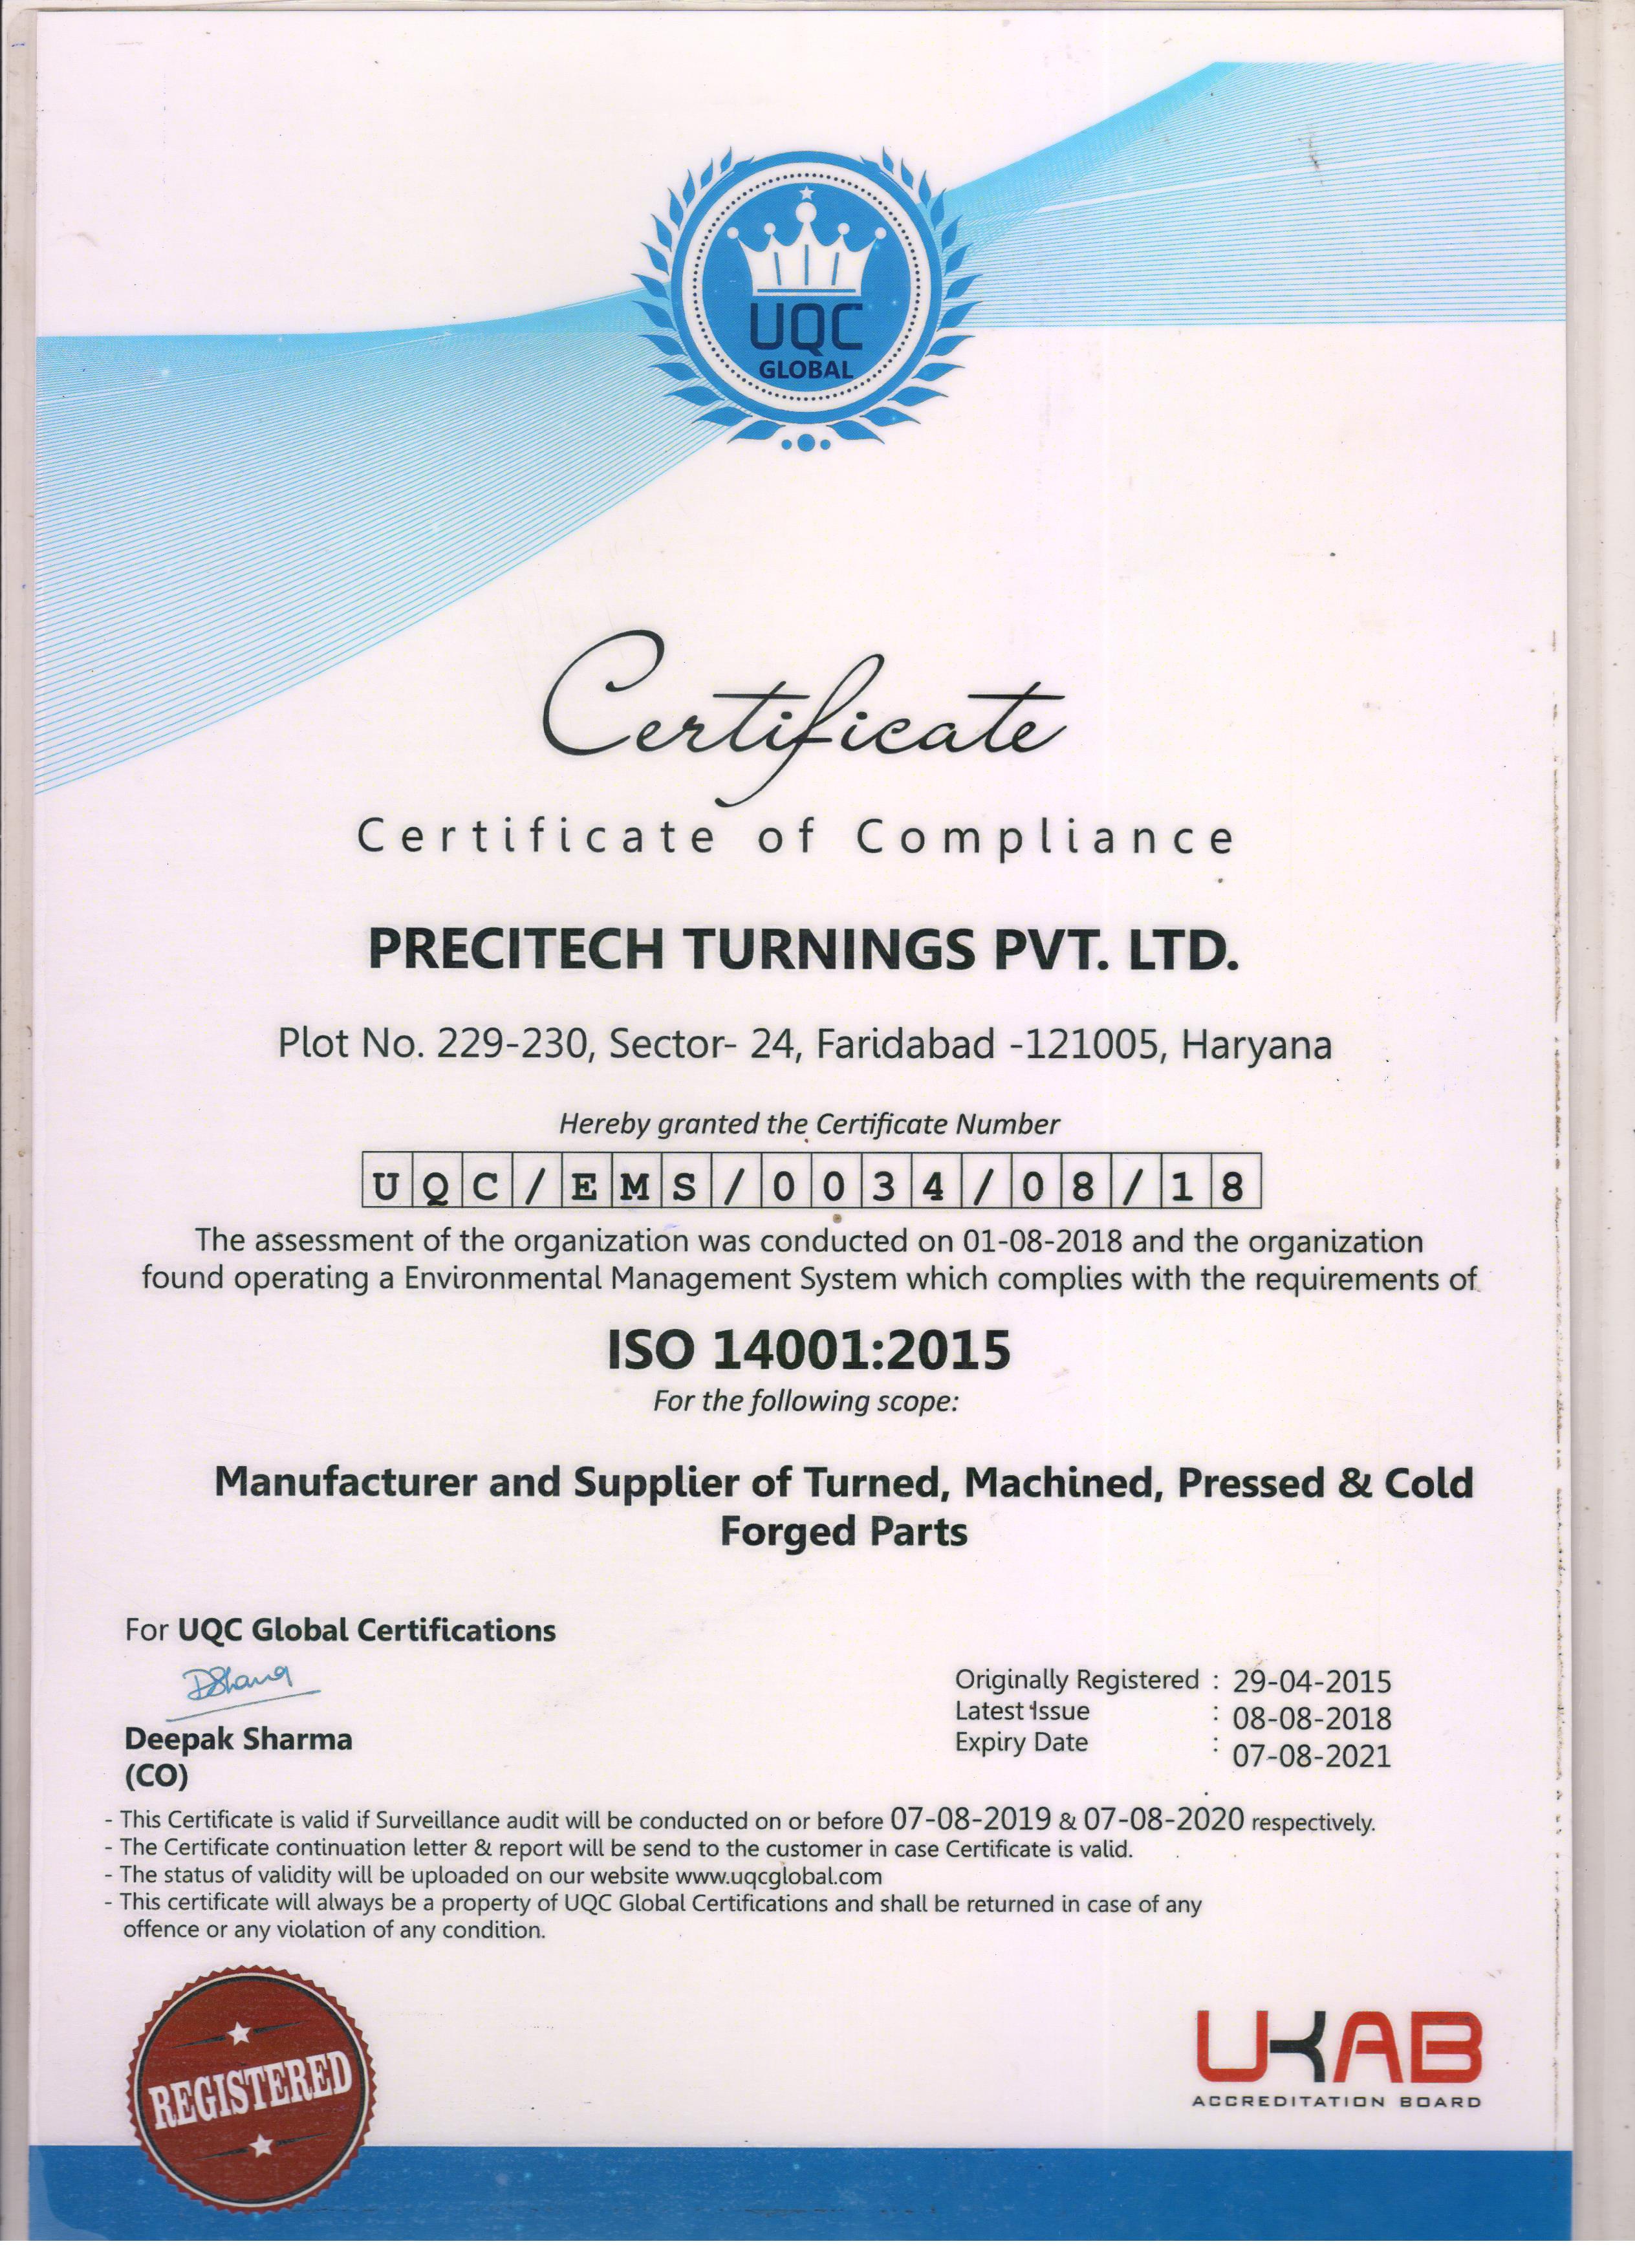 UQC
GLOBAL
Certificate
Certificate of Compliance
PRECITECH TURNINGS PVT. LTD.
Plot No. 229-230, Sector- 24, Faridabad -121005, Haryana
Hereby granted the Certificate Number
UQC/EMS/0034/08/18
The assessment of the organization was conducted on 01-08-2018 and the organization
found operating a Environmental Management System which complies with the requirements of
ISO 14001:2015
For the following scope:
Manufacturer and Supplier of Turned, Machined, Pressed & Cold
Forged Parts
For UQC Global Certifications
DSharma
Deepak Sharma
(CO)
Originally Registered : 29-04-2015
Latest Issue : 08-08-2018
Expiry Date : 07-08-2021
- This Certificate is valid if Surveillance audit will be conducted on or before 07-08-2019 & 07-08-2020 respectively.
- The Certificate continuation letter & report will be send to the customer in case Certificate is valid.
- The status of validity will be uploaded on our website www.uqcglobal.com
- This certificate will always be a property of UQC Global Certifications and shall be returned in case of any
offence or any violation of any condition.
REGISTERED
UKAB
ACCREDITATION BOARD